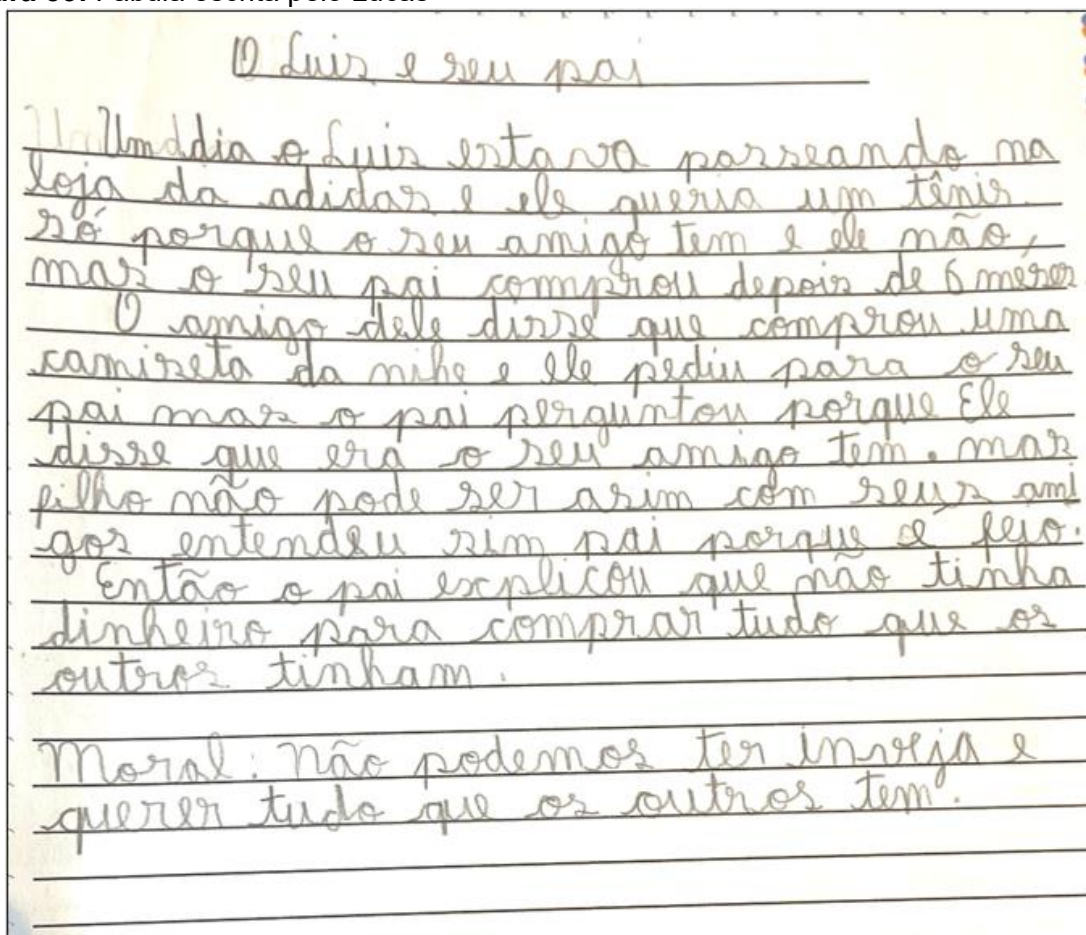 Fábula escrita pelo Lucas
O Luis e seu pai
Um dia o Luis estava passeando na
loja da adidas e ele queria um tênis
só porque o seu amigo tem e ele não,
mas o seu pai comprou depois de 6 mêses
O amigo dele disse que comprou uma
camiseta da nihe e ele pediu para o seu
pai mas o pai perguntou porque Ele
disse que era o seu amigo tem. mas
filho não pode ser asim com seus ami
gos entendeu sim pai porque é fejo.
Então o pai explicou que não tinha
dinheiro para comprar tudo que os
outros tinham.
Moral: Não podemos ter inveja e
querer tudo que os outros tem.